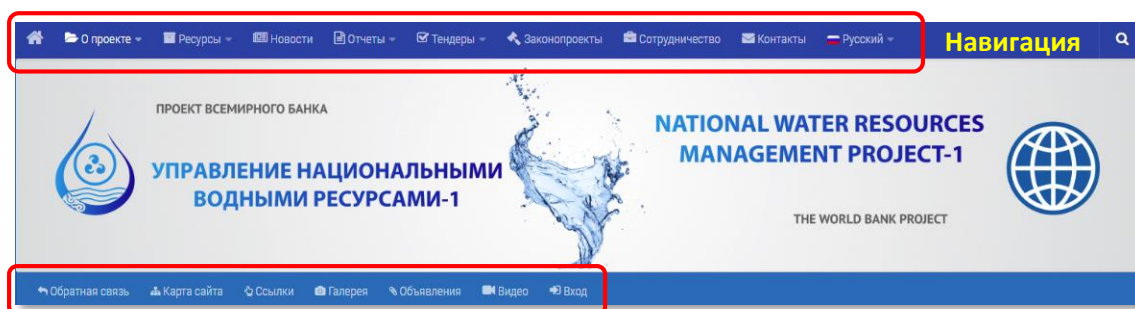 О проекте Ресурсы Новости Отчеты Тендеры Законопроекты Сотрудничество Контакты Русский Навигация
ПРОЕКТ ВСЕМИРНОГО БАНКА
УПРАВЛЕНИЕ НАЦИОНАЛЬНЫМИ
ВОДНЫМИ РЕСУРСАМИ-1
NATIONAL WATER RESOURCES
MANAGEMENT PROJECT-1
THE WORLD BANK PROJECT
Обратная связь Карта сайта Ссылки Галерея Объявления Видео Вход